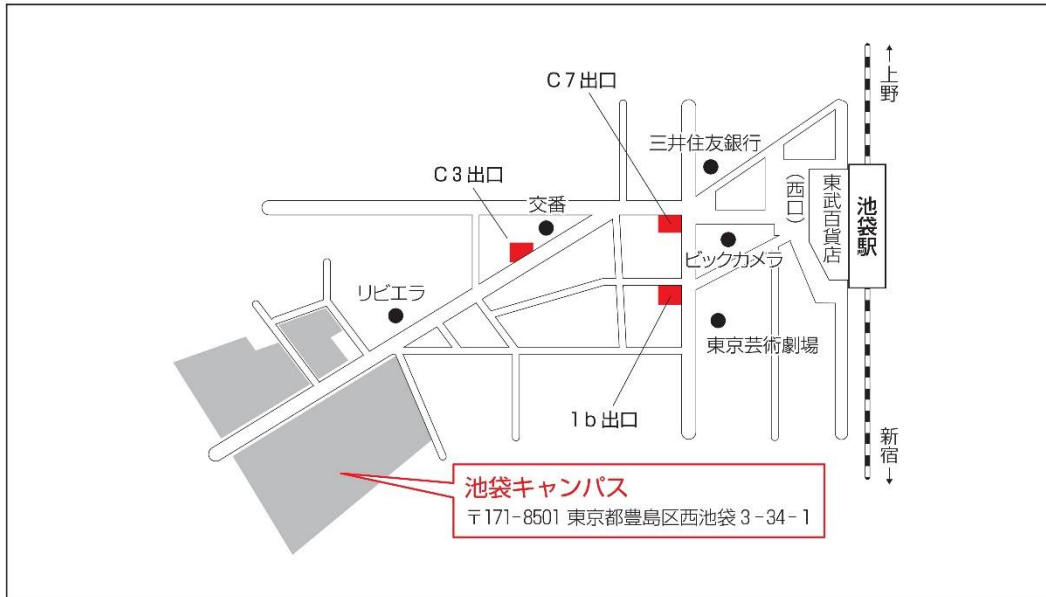 ↑上野
C7出口
三井住友銀行
C3出口
交番
(西口)
東武百貨店
池袋駅
ビックカメラ
リビエラ
東京芸術劇場
1b出口
新宿↓
池袋キャンパス
〒171-8501 東京都豊島区西池袋3-34-1